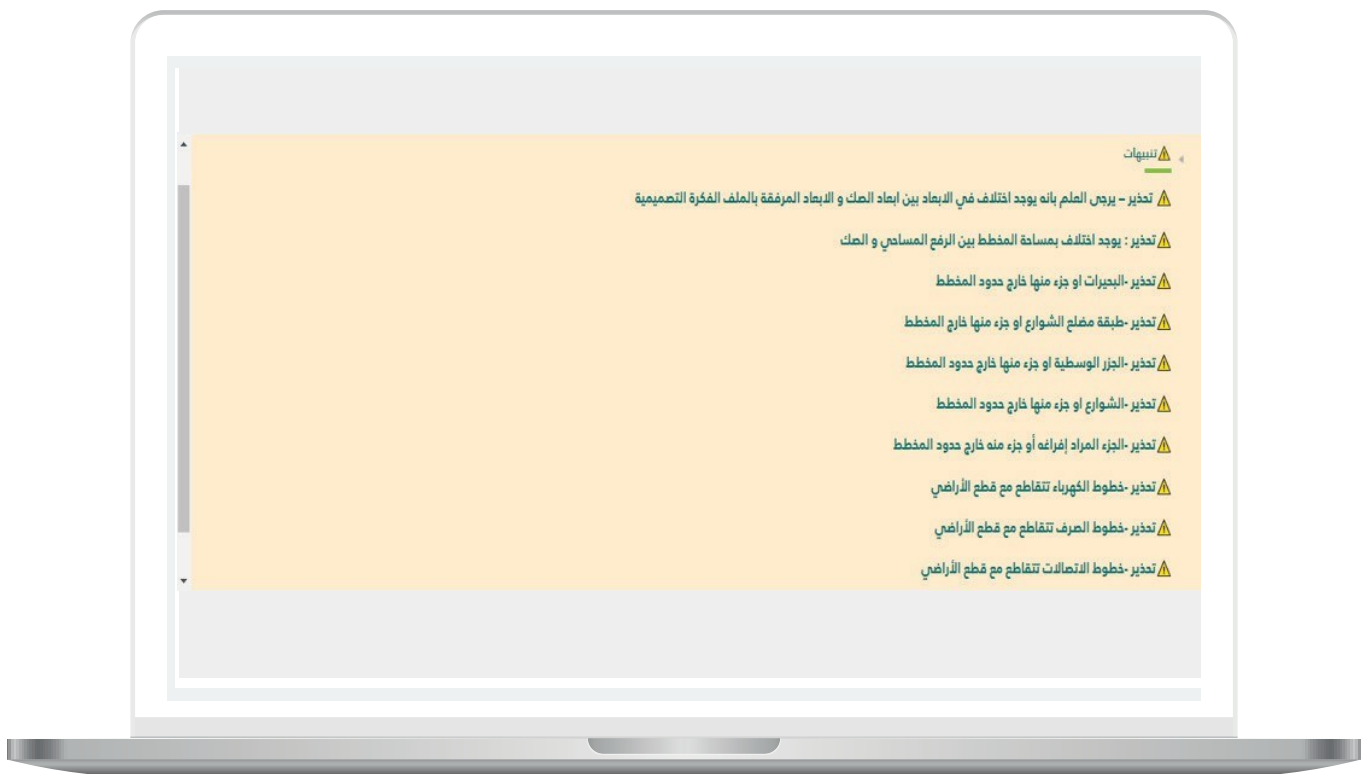 تنبيهات
تحذير – يرجى العلم بانه يوجد اختلاف في الابعاد بين ابعاد الصك و الابعاد المرفقة بالملف الفكرة التصميمية
تحذير : يوجد اختلاف بمساحة المخطط بين الرفع المساحي و الصك
تحذير -البحيرات او جزء منها خارج حدود المخطط
تحذير -طبقة مضلع الشوارع او جزء منها خارج المخطط
تحذير -الجزر الوسطية او جزء منها خارج حدود المخطط
تحذير -الشوارع او جزء منها خارج حدود المخطط
تحذير -الجزء المراد إفراغه أو جزء منه خارج حدود المخطط
تحذير -خطوط الكهرباء تتقاطع مع قطع الأراضي
تحذير -خطوط الصرف تتقاطع مع قطع الأراضي
تحذير -خطوط الاتصالات تتقاطع مع قطع الأراضي